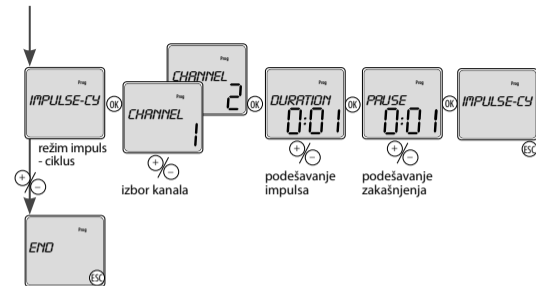 Prog
IMPULSE-CY
OK
Prog
CHANNEL
2
Prog
CHANNEL
1
OK
Prog
DURATION
0:01
OK
Prog
PAUSE
0:01
OK
Prog
IMPULSE-CY
ESC
režim impuls
- ciklus
+/−
izbor kanala
+/−
podešavanje
impulsa
+/−
podešavanje
zakašnjenja
+/−
Prog
END
ESC